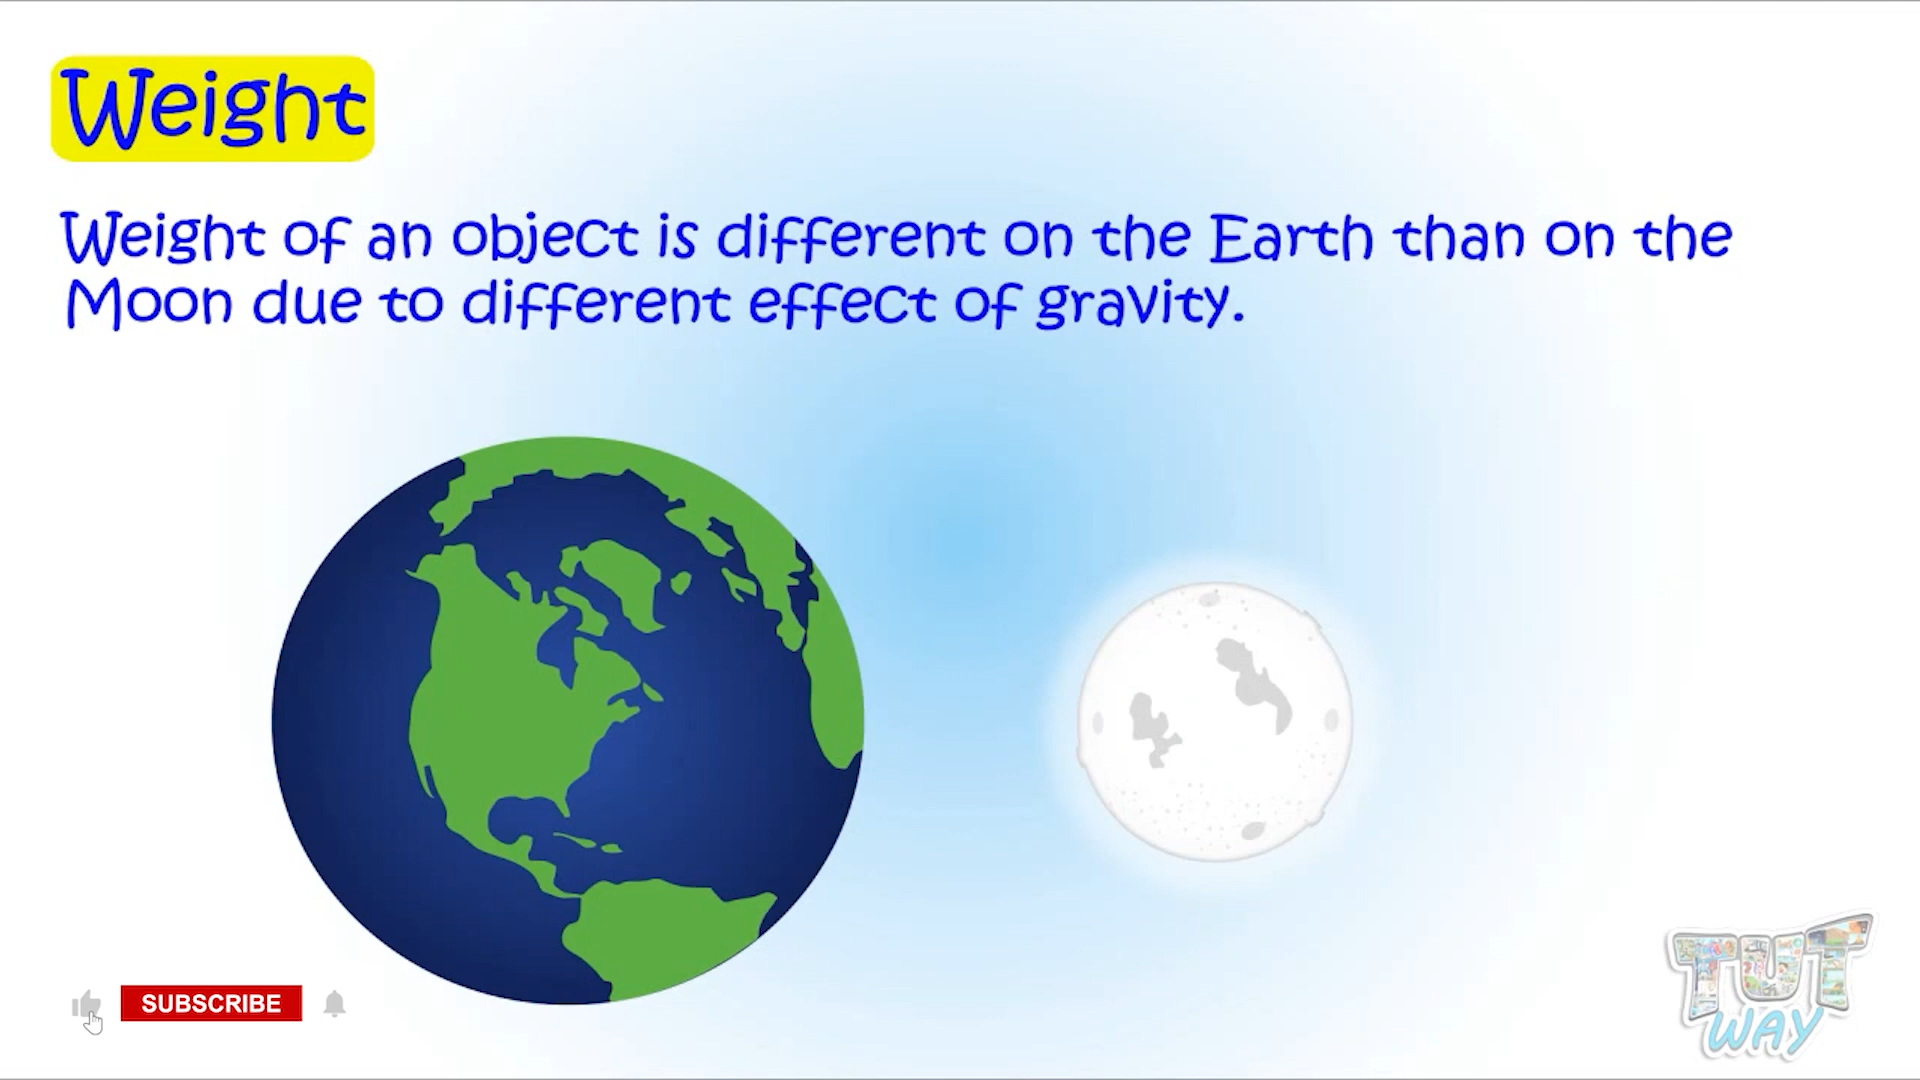 Weight
Weight of an object is different on the Earth than on the
Moon due to different effect of gravity.
SUBSCRIBE
TUT
WAY